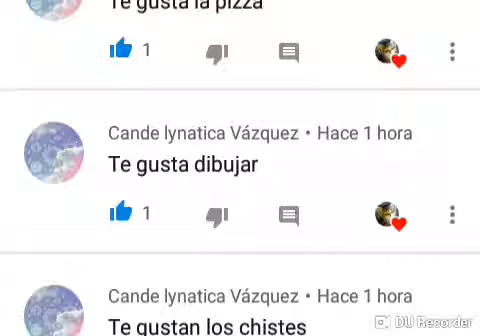 Te gusta la pizza
1
Cande lynatica Vázquez • Hace 1 hora
Te gusta dibujar
1
Cande lynatica Vázquez • Hace 1 hora
Te gustan los chistes
DU Recorder